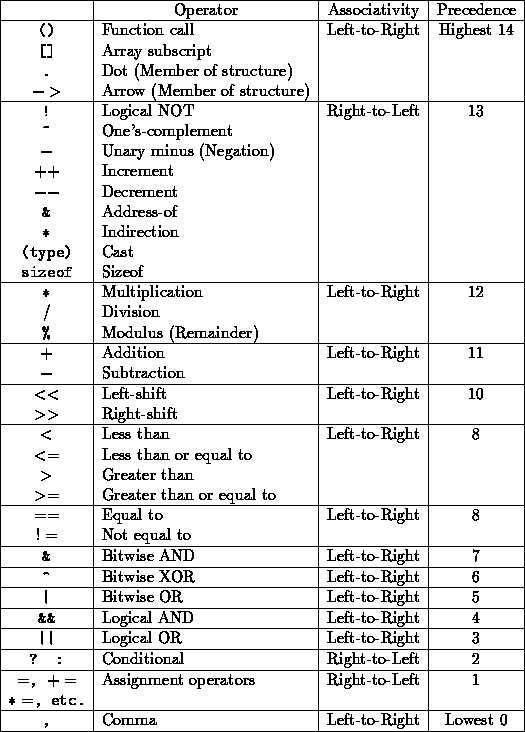 Operator Associativity Precedence
() Function call Left-to-Right Highest 14
[] Array subscript
. Dot (Member of structure)
-> Arrow (Member of structure)
! Logical NOT Right-to-Left 13
~ One's-complement
- Unary minus (Negation)
++ Increment
-- Decrement
& Address-of
* Indirection
(type) Cast
sizeof Sizeof
* Multiplication Left-to-Right 12
/ Division
% Modulus (Remainder)
+ Addition Left-to-Right 11
- Subtraction
<< Left-shift Left-to-Right 10
>> Right-shift
< Less than Left-to-Right 8
<= Less than or equal to
> Greater than
>= Greater than or equal to
== Equal to Left-to-Right 8
!= Not equal to
& Bitwise AND Left-to-Right 7
^ Bitwise XOR Left-to-Right 6
| Bitwise OR Left-to-Right 5
&& Logical AND Left-to-Right 4
|| Logical OR Left-to-Right 3
? : Conditional Right-to-Left 2
=, += Assignment operators Right-to-Left 1
*=, etc.
, Comma Left-to-Right Lowest 0